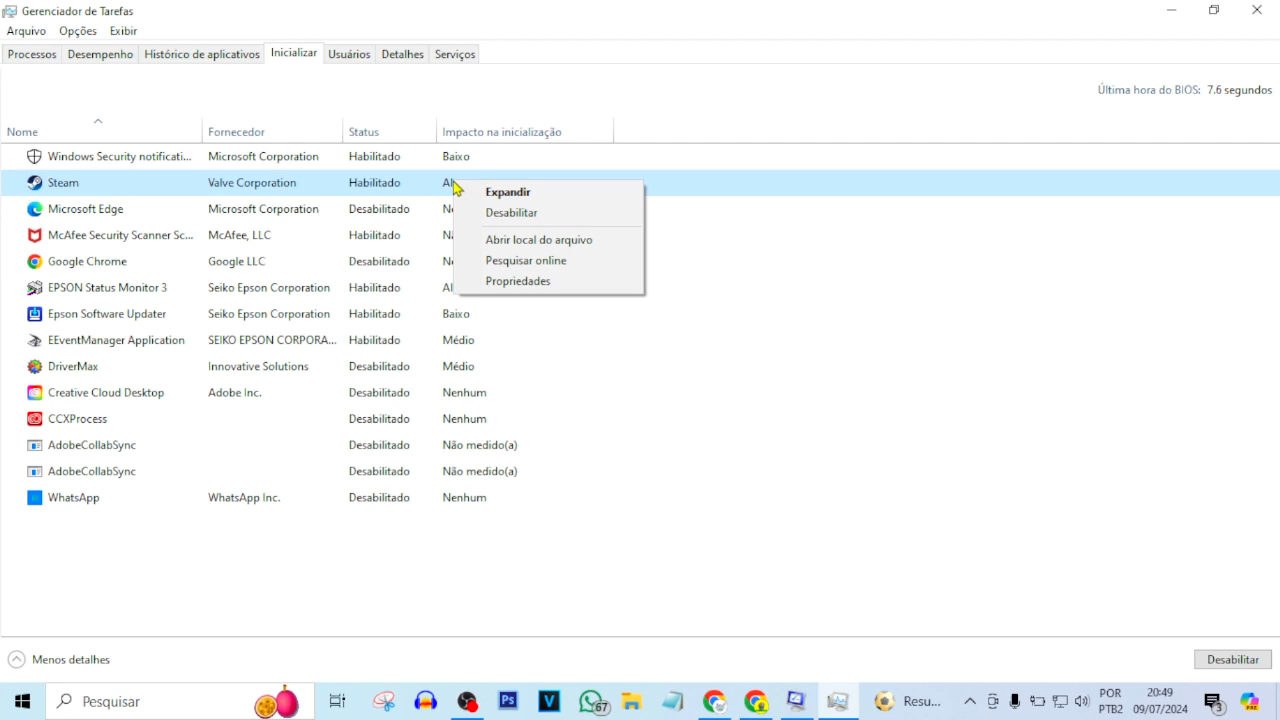 Gerenciador de Tarefas
Arquivo Opções Exibir
Processos Desempenho Histórico de aplicativos Inicializar Usuários Detalhes Serviços
Última hora do BIOS: 7.6 segundos
Nome Fornecedor Status Impacto na inicialização
Windows Security notificati... Microsoft Corporation Habilitado Baixo
Steam Valve Corporation Habilitado
Expandir
Desabilitar
Abrir local do arquivo
Pesquisar online
Propriedades
Microsoft Edge Microsoft Corporation Desabilitado
McAfee Security Scanner Sc... McAfee, LLC Habilitado
Google Chrome Google LLC Desabilitado
EPSON Status Monitor 3 Seiko Epson Corporation Habilitado
Epson Software Updater Seiko Epson Corporation Habilitado Baixo
EEventManager Application SEIKO EPSON CORPORA... Habilitado Médio
DriverMax Innovative Solutions Desabilitado Médio
Creative Cloud Desktop Adobe Inc. Desabilitado Nenhum
CCXProcess Desabilitado Nenhum
AdobeCollabSync Desabilitado Não medido(a)
AdobeCollabSync Desabilitado Não medido(a)
WhatsApp WhatsApp Inc. Desabilitado Nenhum
Menos detalhes Desabilitar
Pesquisar Ps V 67 Resu... POR 20:49 3 PRE
PTB2 09/07/2024